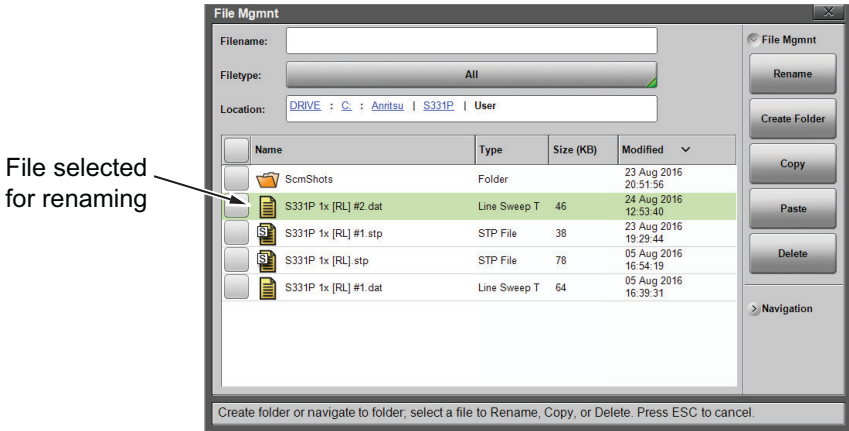 File Mgmnt
Filename:
Filetype: All
Location: DRIVE : C: : Anritsu | S331P | User
File selected
for renaming
Name Type Size (KB) Modified
ScrnShots Folder 23 Aug 2016
20:51:56
S331P 1x [RL] #2.dat Line Sweep T 46 24 Aug 2016
12:53:40
S331P 1x [RL] #1.stp STP File 38 23 Aug 2016
19:29:44
S331P 1x [RL].stp STP File 78 05 Aug 2016
16:54:19
S331P 1x [RL] #1.dat Line Sweep T 64 05 Aug 2016
16:39:31
File Mgmnt
Rename
Create Folder
Copy
Paste
Delete
Navigation
Create folder or navigate to folder; select a file to Rename, Copy, or Delete. Press ESC to cancel.